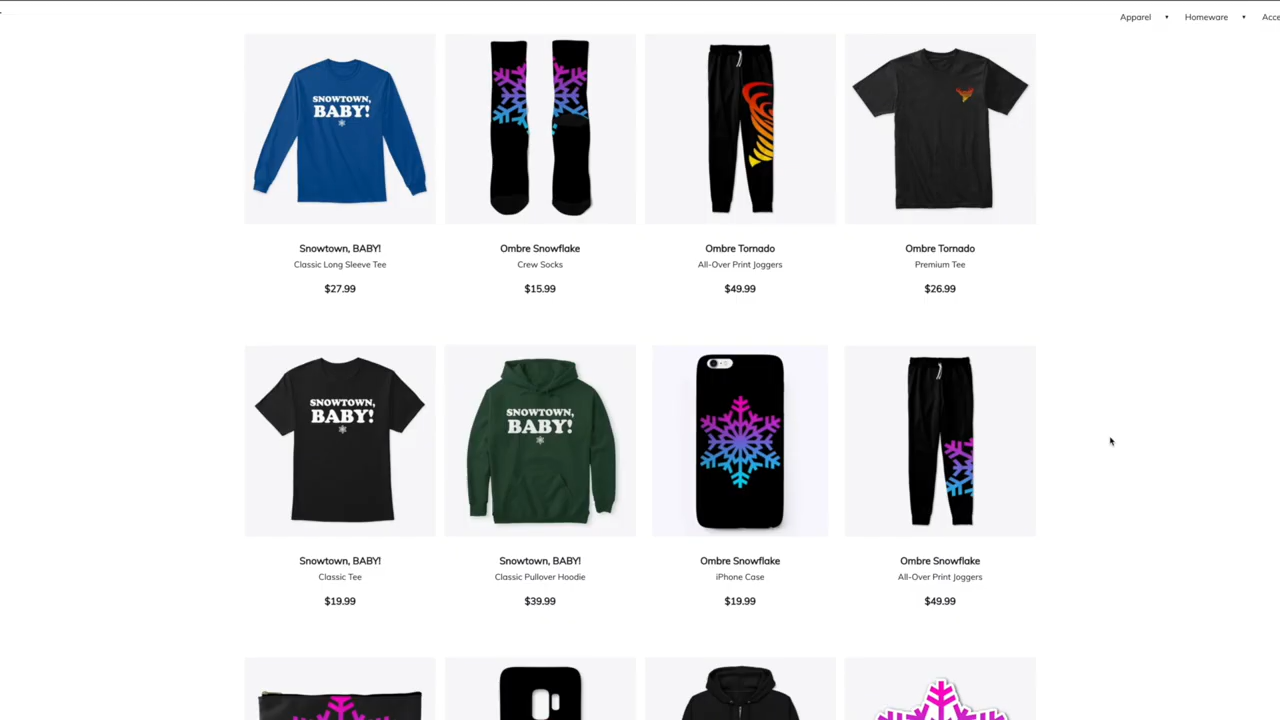 Apparel ▾ Homeware ▾ Acce
SNOWTOWN,
BABY!
Snowtown, BABY!
Classic Long Sleeve Tee
$27.99
Ombre Snowflake
Crew Socks
$15.99
Ombre Tornado
All-Over Print Joggers
$49.99
Ombre Tornado
Premium Tee
$26.99
SNOWTOWN,
BABY!
Snowtown, BABY!
Classic Tee
$19.99
SNOWTOWN,
BABY!
Snowtown, BABY!
Classic Pullover Hoodie
$39.99
Ombre Snowflake
iPhone Case
$19.99
Ombre Snowflake
All-Over Print Joggers
$49.99